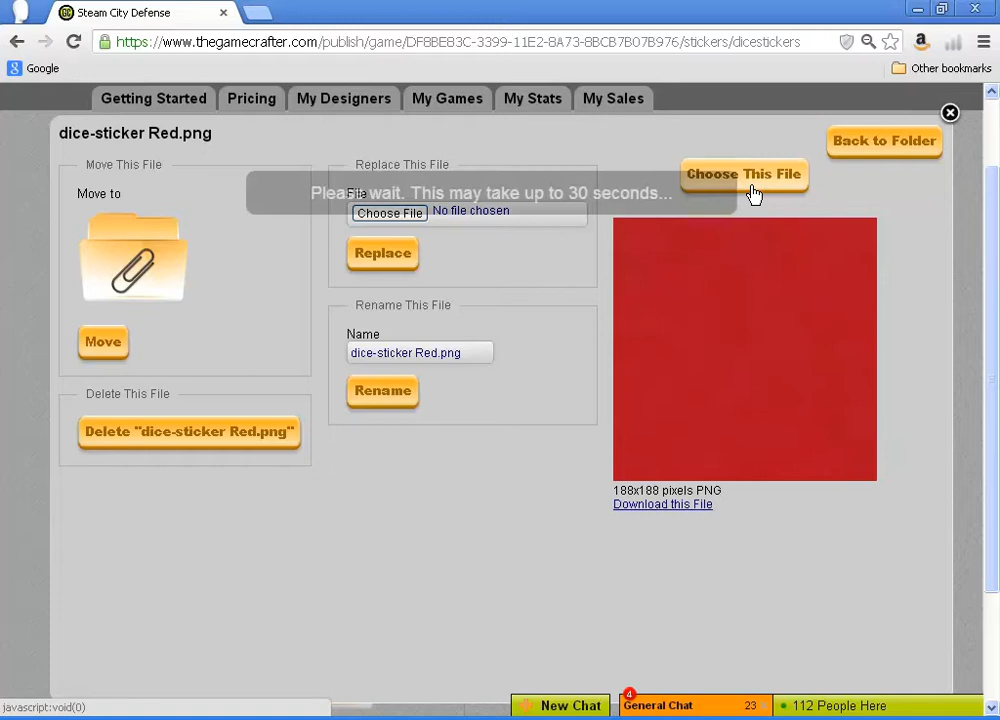 Steam City Defense
https://www.thegamecrafter.com/publish/game/DF8BE83C-3399-11E2-8A73-8BCB7B07B976/stickers/dicestickers
Google
Other bookmarks
Getting Started
Pricing
My Designers
My Games
My Stats
My Sales
dice-sticker Red.png
Back to Folder
Move This File
Replace This File
Choose This File
Move to
File
Please wait. This may take up to 30 seconds...
Choose File No file chosen
Replace
Rename This File
Name
Move
dice-sticker Red.png
Rename
Delete This File
Delete "dice-sticker Red.png"
188x188 pixels PNG
Download this File
javascript:void(0)
New Chat
4
General Chat 23
112 People Here